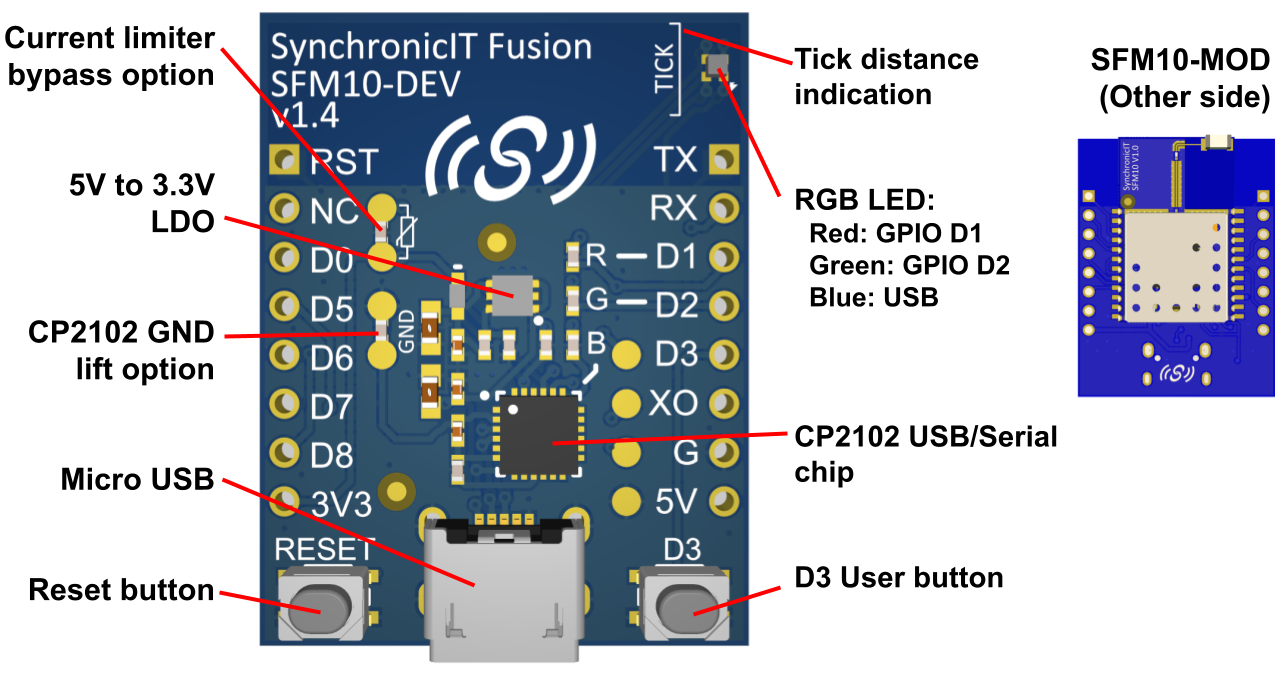 Current limiter
bypass option
5V to 3.3V
LDO
CP2102 GND
lift option
Micro USB
Reset button
SynchronicIT Fusion
SFM10-DEV
v1.4
TICK
RST
NC
D0
D5
D6
D7
D8
3V3
GND
R
G
B
TX
RX
D1
D2
D3
XO
G
5V
RESET
D3
Tick distance
indication
RGB LED:
Red: GPIO D1
Green: GPIO D2
Blue: USB
CP2102 USB/Serial
chip
D3 User button
SFM10-MOD
(Other side)
SynchronicIT
SFM10 V1.0